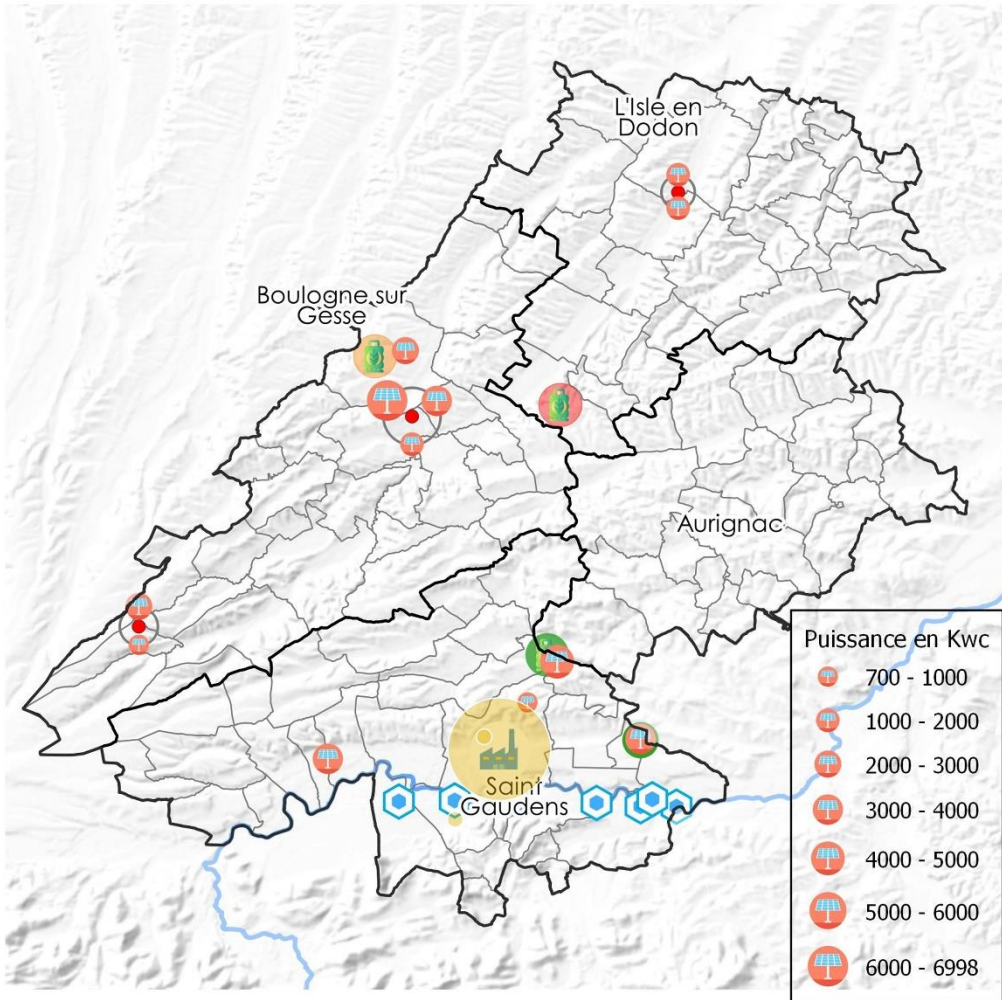 L'Isle en
Dodon
Boulogne sur
Gesse
Aurignac
Saint
Gaudens
Puissance en Kwc
700 - 1000
1000 - 2000
2000 - 3000
3000 - 4000
4000 - 5000
5000 - 6000
6000 - 6998